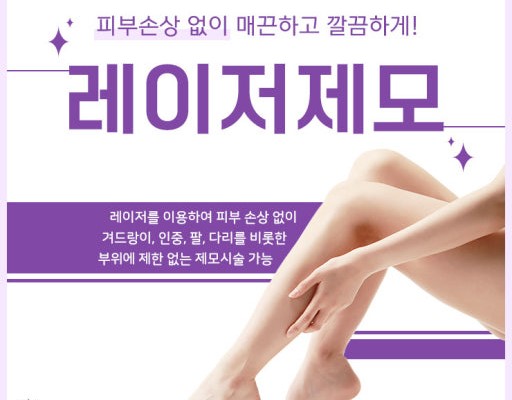 피부손상 없이 매끈하고 깔끔하게!
레이저제모
레이저를 이용하여 피부 손상 없이
겨드랑이, 인중, 팔, 다리를 비롯한
부위에 제한 없는 제모시술 가능